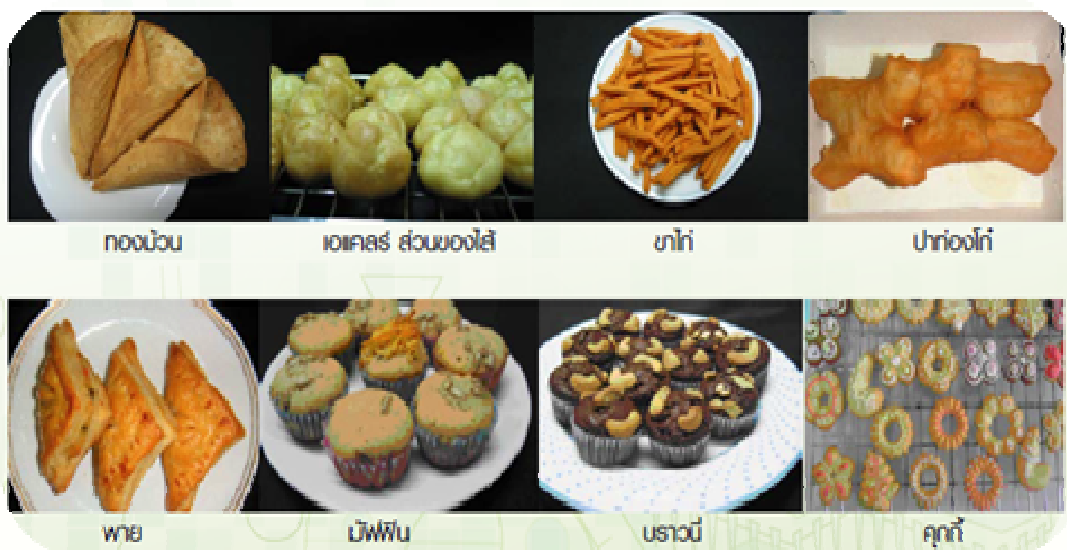 ทองม้วน
เอแคลร์ ส่วนของไส้
ขาไก่
ปาท่องโก๋
พาย
มัฟฟิน
บราวนี่
คุกกี้